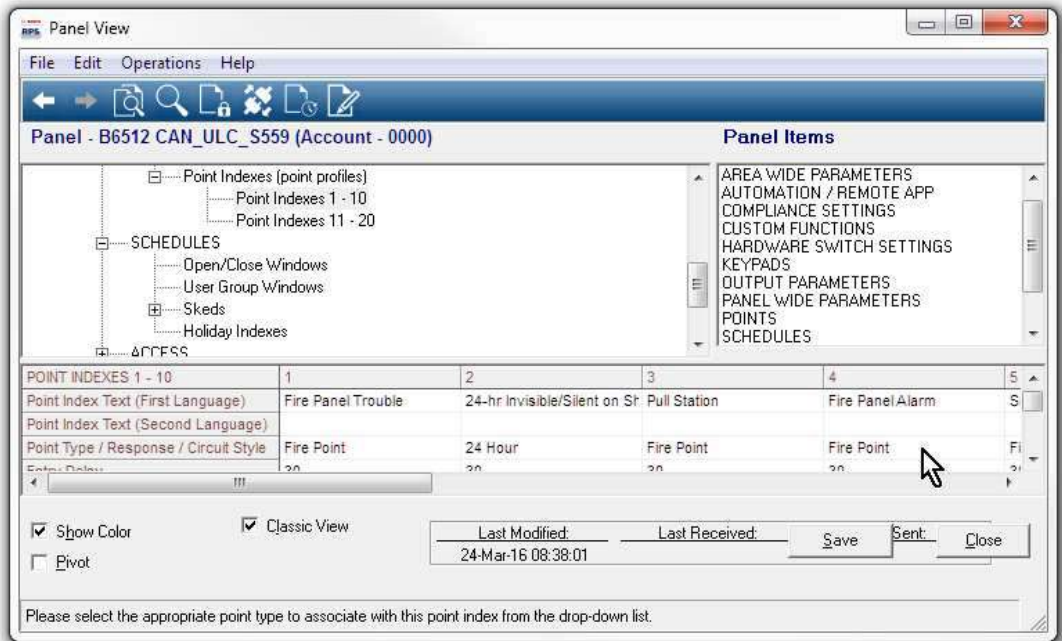 RPS Panel View
File Edit Operations Help
Panel - B6512 CAN_ULC_S559 (Account - 0000)
Panel Items
Point Indexes (point profiles)
Point Indexes 1 - 10
Point Indexes 11 - 20
SCHEDULES
Open/Close Windows
User Group Windows
Skeds
Holiday Indexes
ACCESS
AREA WIDE PARAMETERS
AUTOMATION / REMOTE APP
COMPLIANCE SETTINGS
CUSTOM FUNCTIONS
HARDWARE SWITCH SETTINGS
KEYPADS
OUTPUT PARAMETERS
PANEL WIDE PARAMETERS
POINTS
SCHEDULES
POINT INDEXES 1 - 10 1 2 3 4 5
Point Index Text (First Language) Fire Panel Trouble 24-hr Invisible/Silent on Sh Pull Station Fire Panel Alarm S
Point Index Text (Second Language)
Point Type / Response / Circuit Style Fire Point 24 Hour Fire Point Fire Point Fi
Entry Delay 30 30 30 30
Show Color Classic View Last Modified: Last Received: Save Sent: Close
24-Mar-16 08:38:01
Pivot
Please select the appropriate point type to associate with this point index from the drop-down list.